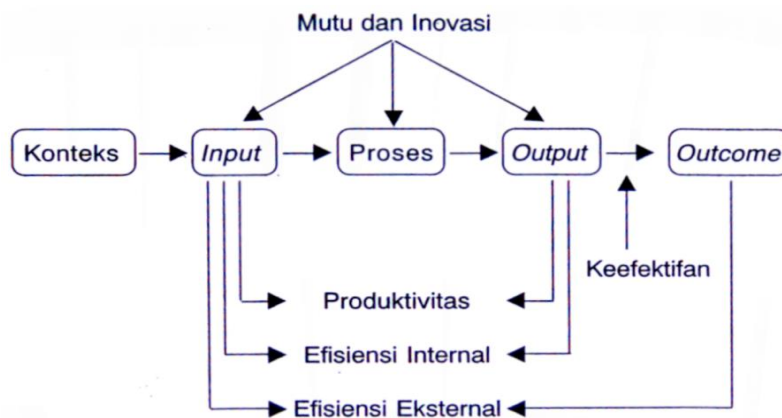 Mutu dan Inovasi
Konteks
Input
Proses
Output
Outcome
Keefektifan
Produktivitas
Efisiensi Internal
Efisiensi Eksternal